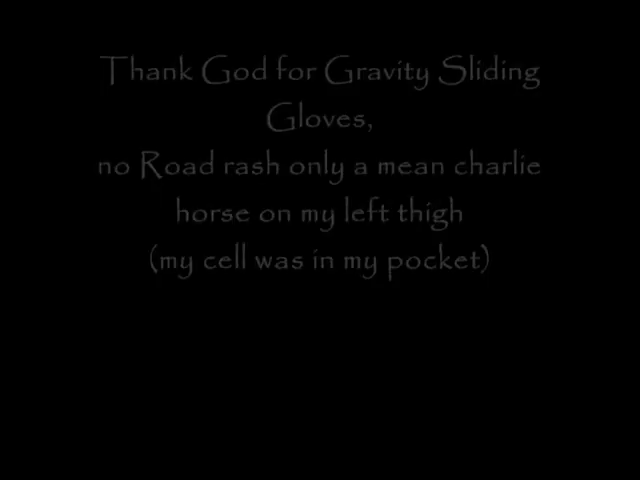 Thank God for Gravity Sliding
Gloves,
no Road rash only a mean charlie
horse on my left thigh
(my cell was in my pocket)